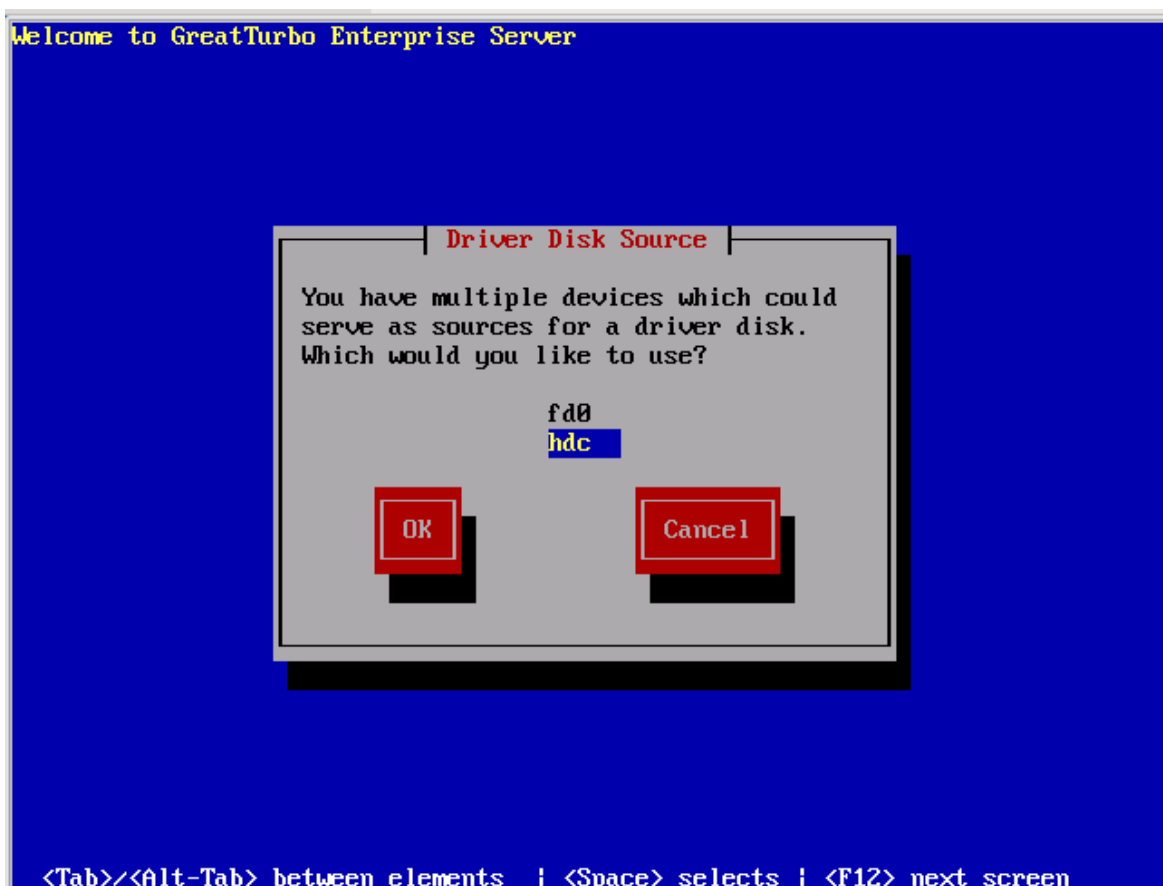 Welcome to GreatTurbo Enterprise Server
Driver Disk Source
You have multiple devices which could
serve as sources for a driver disk.
Which would you like to use?
fd0
hdc
OK Cancel
<Tab>/<Alt-Tab> between elements | <Space> selects | <F12> next screen